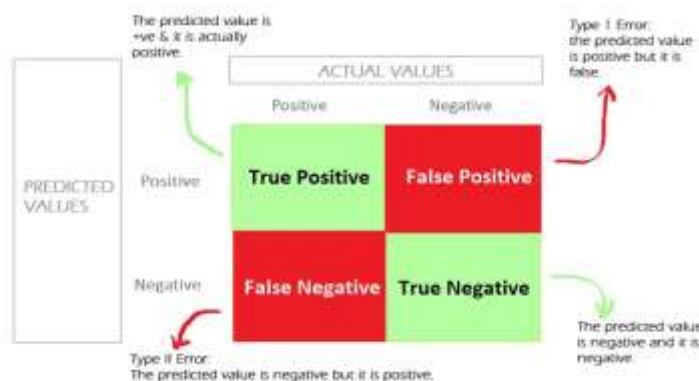 The predicted value is
+ve & it is actually
positive.
Type 1 Error:
the predicted value
is positive but it is
false.
ACTUAL VALUES
Positive Negative
PREDICTED
VALUES
Positive
True Positive False Positive
Negative
False Negative True Negative
The predicted value
is negative and it is
negative.
Type II Error:
The predicted value is negative but it is positive.